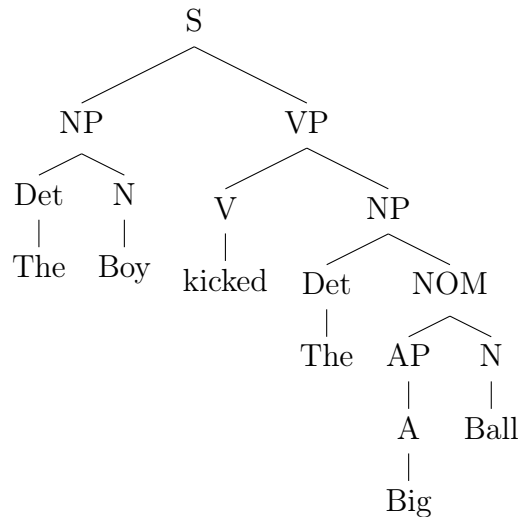 S
NP VP
Det N V NP
The Boy kicked Det NOM
The AP N
A Ball
Big